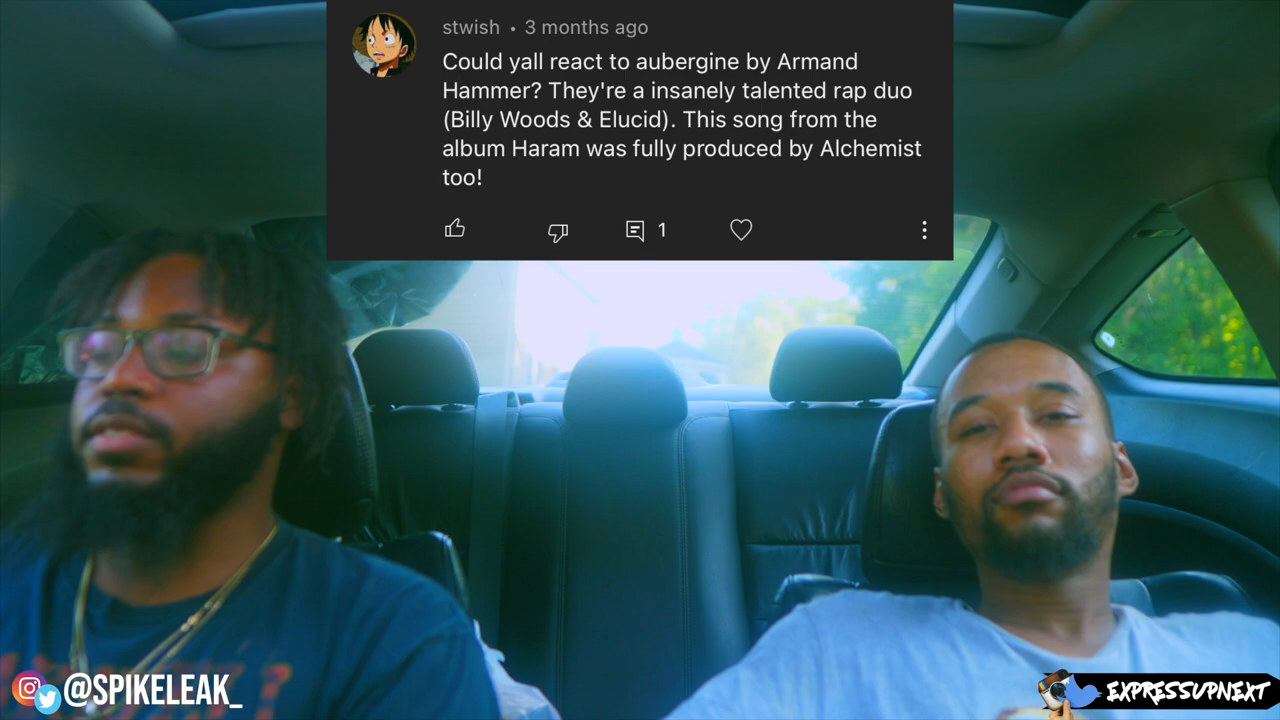 stwish • 3 months ago
Could yall react to aubergine by Armand
Hammer? They're a insanely talented rap duo
(Billy Woods & Elucid). This song from the
album Haram was fully produced by Alchemist
too!
1
@SPIKELEAK_
EXPRESSUPNEXT